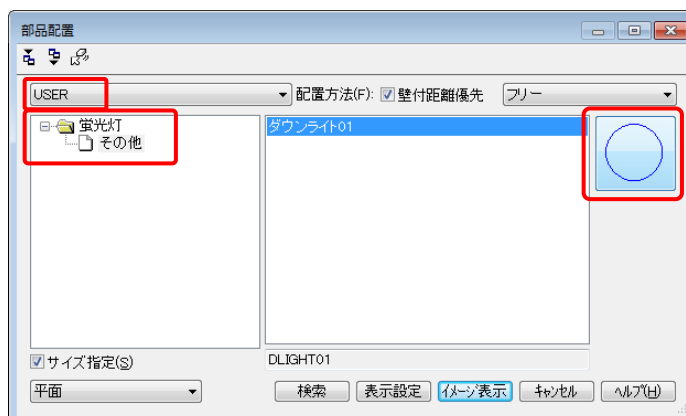 部品配置
USER
配置方法(F):
壁付距離優先
フリー
蛍光灯
その他
ダウンライト01
サイズ指定(S)
DLIGHT01
平面
検索
表示設定
イメージ表示
キャンセル
ヘルプ(H)